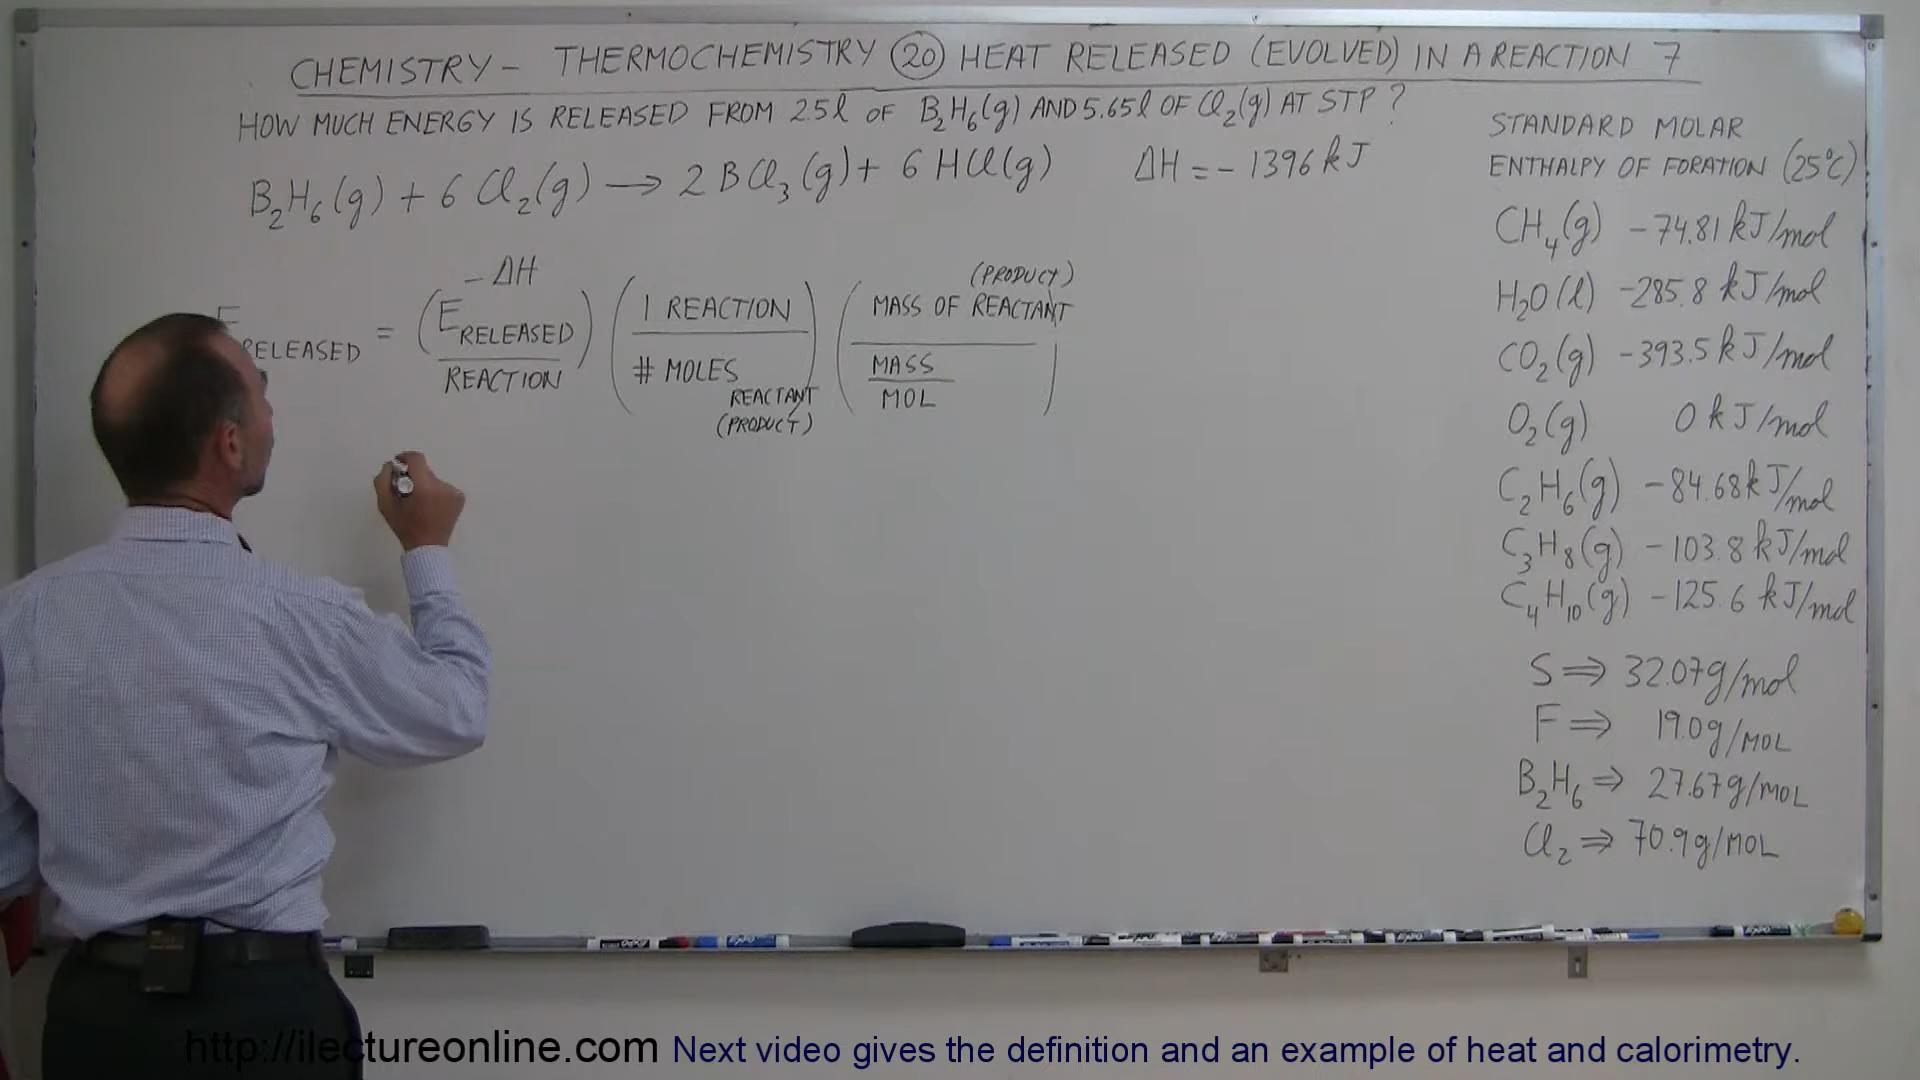 CHEMISTRY - THERMOCHEMISTRY 20 HEAT RELEASED (EVOLVED) IN A REACTION 7
HOW MUCH ENERGY IS RELEASED FROM 2.5l OF B₂H₆(g) AND 5.65l OF Cl₂(g) AT STP ?
B₂H₆(g) + 6 Cl₂(g) → 2 BCl₃(g) + 6 HCl(g) ΔH = - 1396 kJ
-ΔH
E RELEASED = (E RELEASED / REACTION) (1 REACTION / # MOLES REACTANT (PRODUCT)) (MASS OF REACTANT (PRODUCT) / MASS / MOL)
STANDARD MOLAR
ENTHALPY OF FORATION (25°C)
CH₄(g) -74.81 kJ/mol
H₂O(l) -285.8 kJ/mol
CO₂(g) -393.5 kJ/mol
O₂(g) 0 kJ/mol
C₂H₆(g) -84.68 kJ/mol
C₃H₈(g) -103.8 kJ/mol
C₄H₁₀(g) -125.6 kJ/mol
S ⇒ 32.07g/mol
F ⇒ 19.0g/MOL
B₂H₆ ⇒ 27.67g/MOL
Cl₂ ⇒ 70.9g/MOL
http://ilectureonline.com Next video gives the definition and an example of heat and calorimetry.